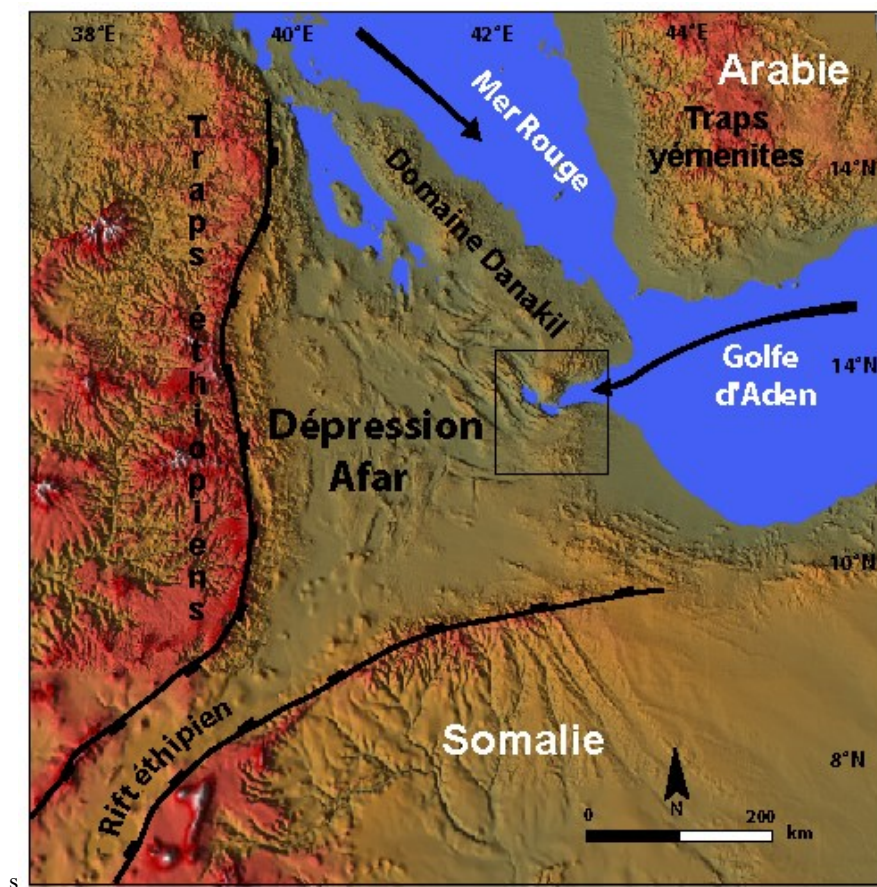 38°E 40°E 42°E 44°E
Arabie
Mer Rouge
Traps
yémenites
14°N
Traps éthiopiens
Domaine Danakil
Golfe
d'Aden
14°N
Dépression
Afar
10°N
Rift éthipien
Somalie
8°N
N
0 200
km
s